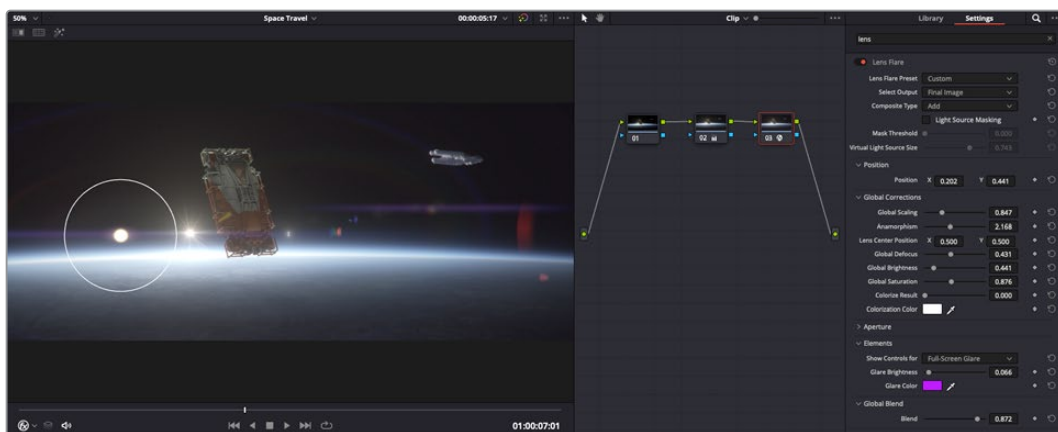 50%
Space Travel
00:00:05:17
Clip
Library
Settings
lens
Lens Flare
Lens Flare Preset Custom
Select Output Final Image
Composite Type Add
Light Source Masking
Mask Threshold 0.000
Virtual Light Source Size 0.763
Position
Position X 0.202 Y 0.441
Global Corrections
Global Scaling 0.847
Anamorphism 2.168
Lens Center Position X 0.500 Y 0.500
Global Defocus 0.431
Global Brightness 0.441
Global Saturation 0.876
Colorize Result 0.000
Colorization Color
Aperture
Elements
Show Controls for Full-Screen Glare
Glare Brightness 0.066
Glare Color
Global Blend
Blend 0.872
01
02
03
01:00:07:01